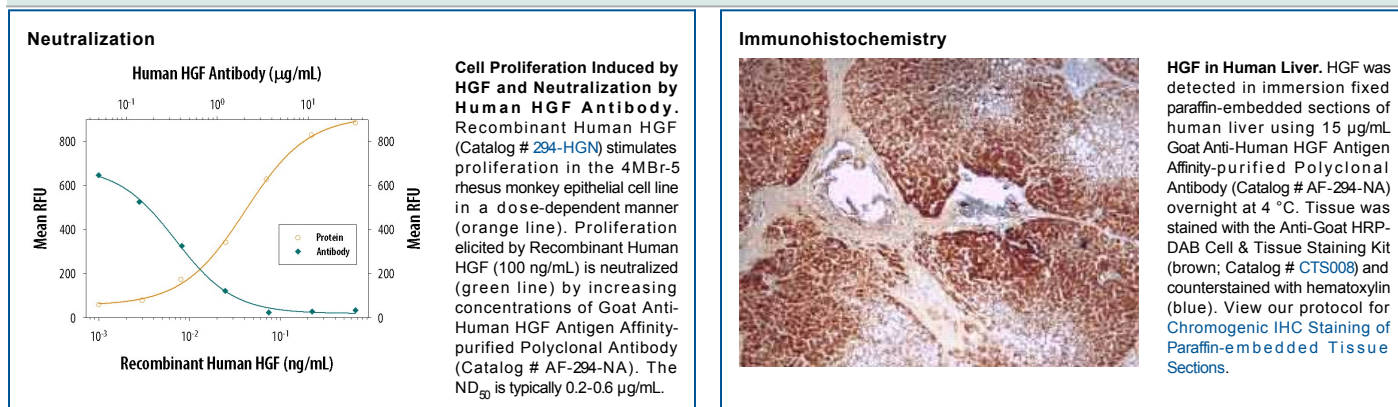 Neutralization
Human HGF Antibody (μg/mL)
10⁻¹ 10⁰ 10¹
800 800
600 600
400 400
200 200
0 0
Mean RFU
Mean RFU
Protein
Antibody
10⁻³ 10⁻² 10⁻¹
Recombinant Human HGF (ng/mL)
Cell Proliferation Induced by
HGF and Neutralization by
Human HGF Antibody.
Recombinant Human HGF
(Catalog # 294-HGN) stimulates
proliferation in the 4MBr-5
rhesus monkey epithelial cell line
in a dose-dependent manner
(orange line). Proliferation
elicited by Recombinant Human
HGF (100 ng/mL) is neutralized
(green line) by increasing
concentrations of Goat Anti-
Human HGF Antigen Affinity-
purified Polyclonal Antibody
(Catalog # AF-294-NA). The
ND₅₀ is typically 0.2-0.6 μg/mL.
Immunohistochemistry
HGF in Human Liver. HGF was
detected in immersion fixed
paraffin-embedded sections of
human liver using 15 μg/mL
Goat Anti-Human HGF Antigen
Affinity-purified Polyclonal
Antibody (Catalog # AF-294-NA)
overnight at 4 °C. Tissue was
stained with the Anti-Goat HRP-
DAB Cell & Tissue Staining Kit
(brown; Catalog # CTS008) and
counterstained with hematoxylin
(blue). View our protocol for
Chromogenic IHC Staining of
Paraffin-embedded Tissue
Sections.